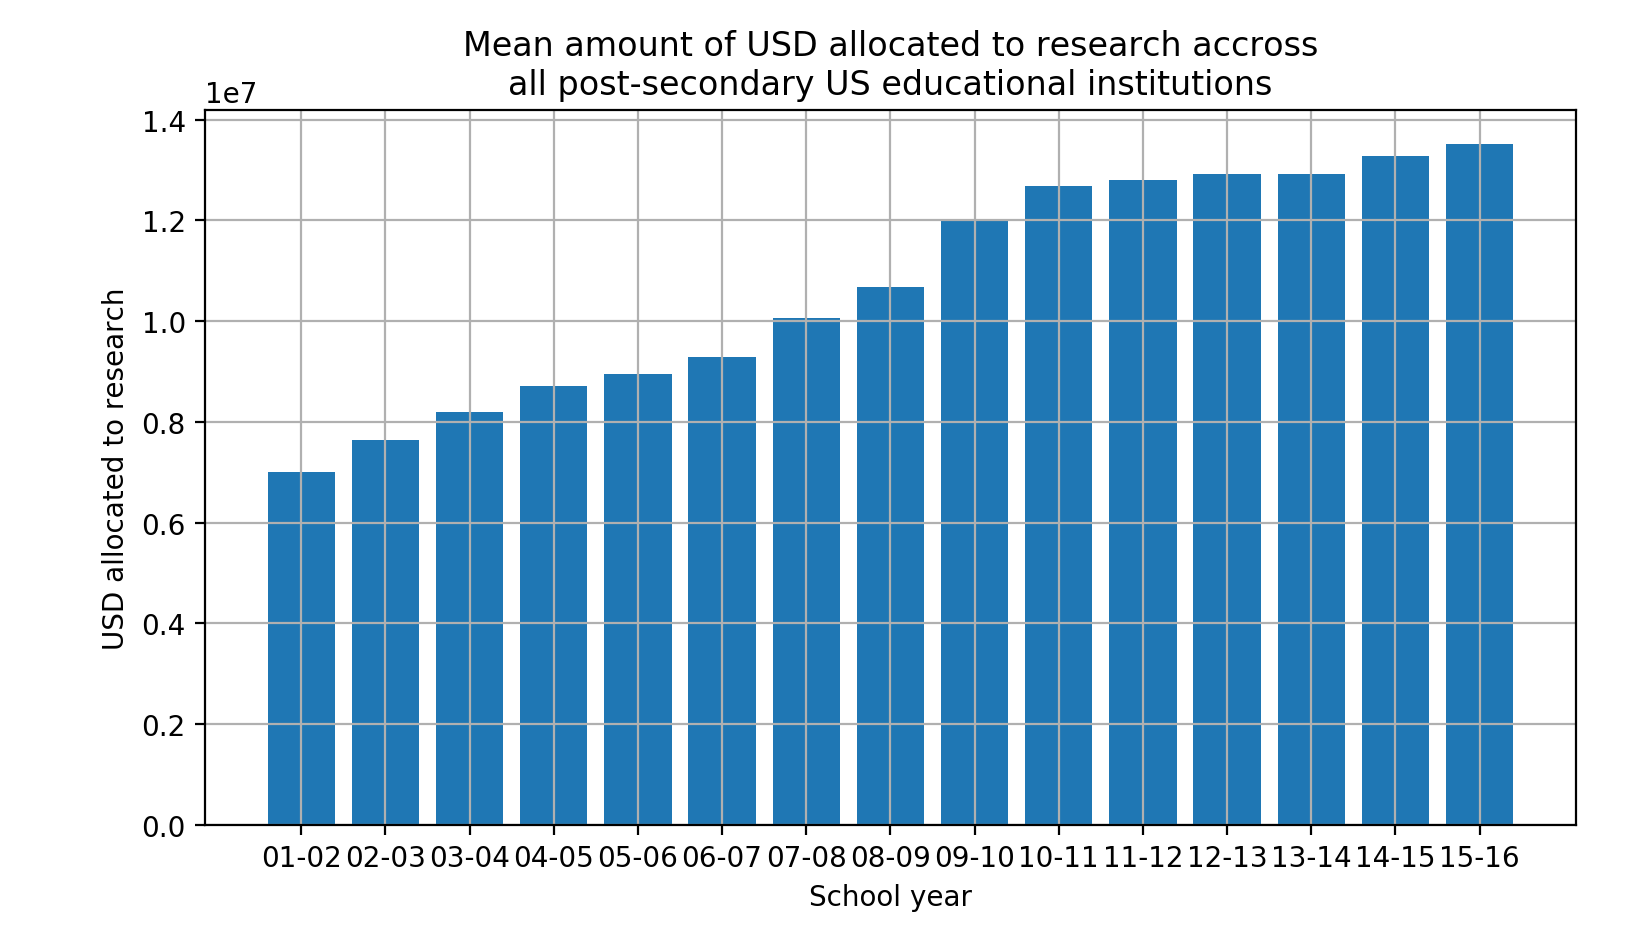 Mean amount of USD allocated to research accross
all post-secondary US educational institutions
1e7
1.4
1.2
1.0
0.8
0.6
0.4
0.2
0.0
USD allocated to research
01-02 02-03 03-04 04-05 05-06 06-07 07-08 08-09 09-10 10-11 11-12 12-13 13-14 14-15 15-16
School year